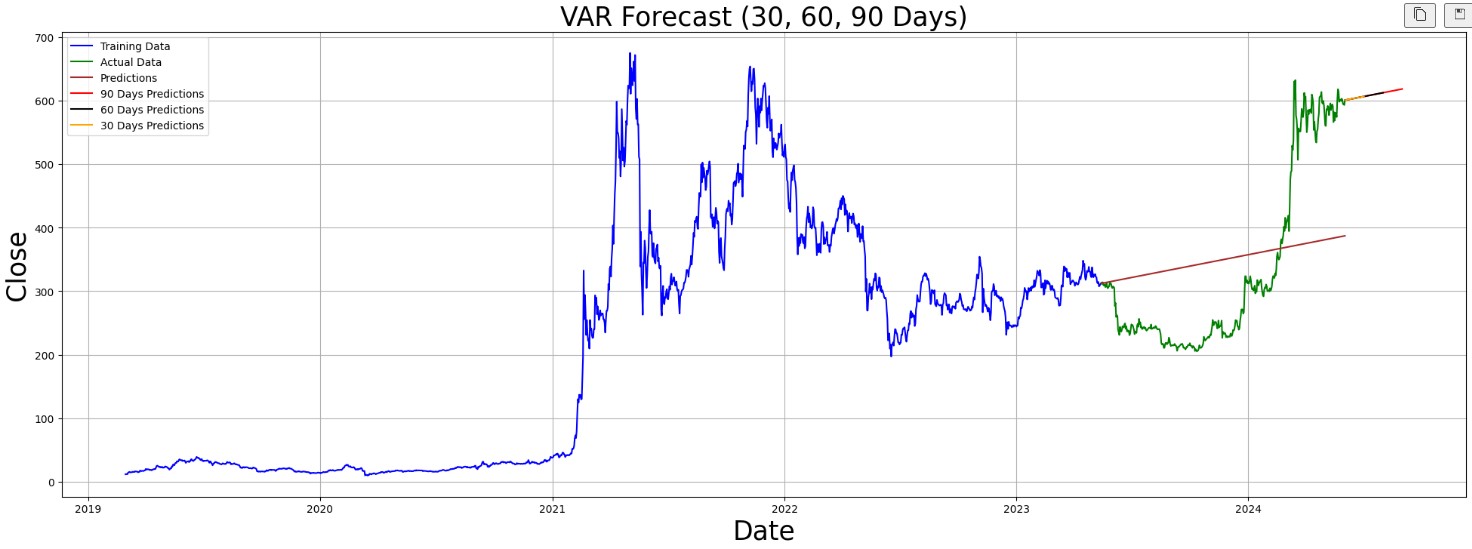 VAR Forecast (30, 60, 90 Days)
700
600
500
400
300
200
100
0
Close
Training Data
Actual Data
Predictions
90 Days Predictions
60 Days Predictions
30 Days Predictions
2019
2020
2021
2022
2023
2024
Date